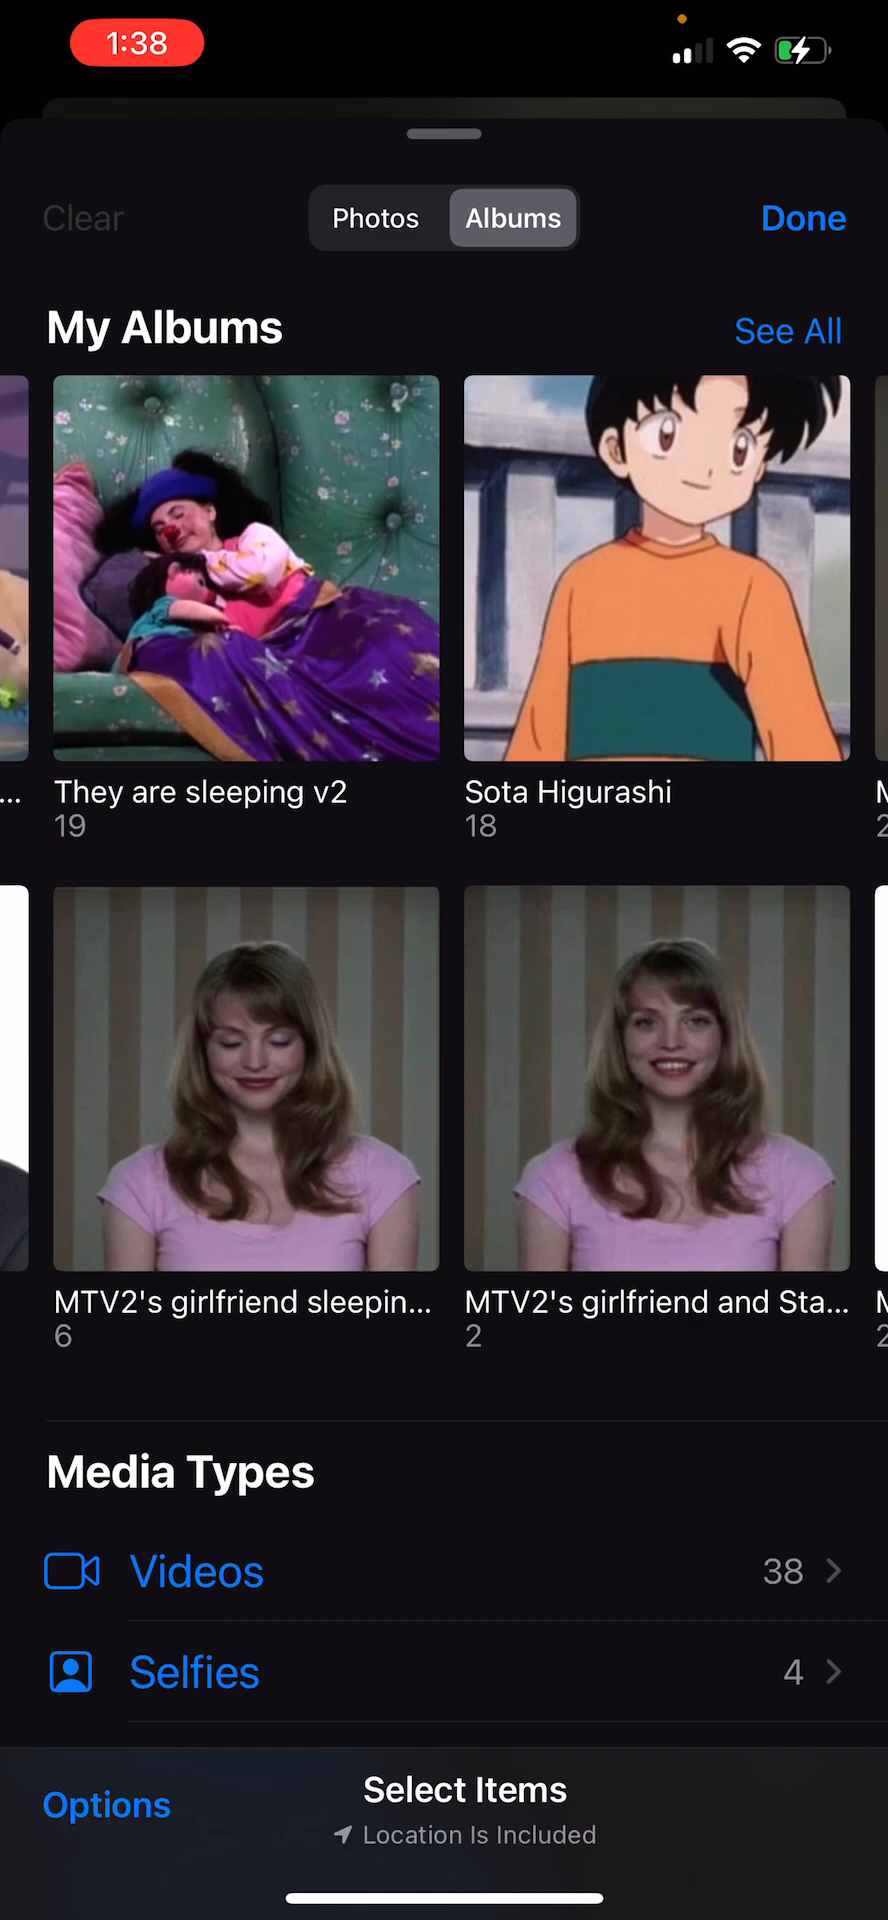 1:38
Clear
Photos
Albums
Done
My Albums
See All
...
They are sleeping v2
19
Sota Higurashi
18
MTV2's girlfriend sleepin...
6
MTV2's girlfriend and Sta...
2
Media Types
Videos
38
Selfies
4
Options
Select Items
Location Is Included